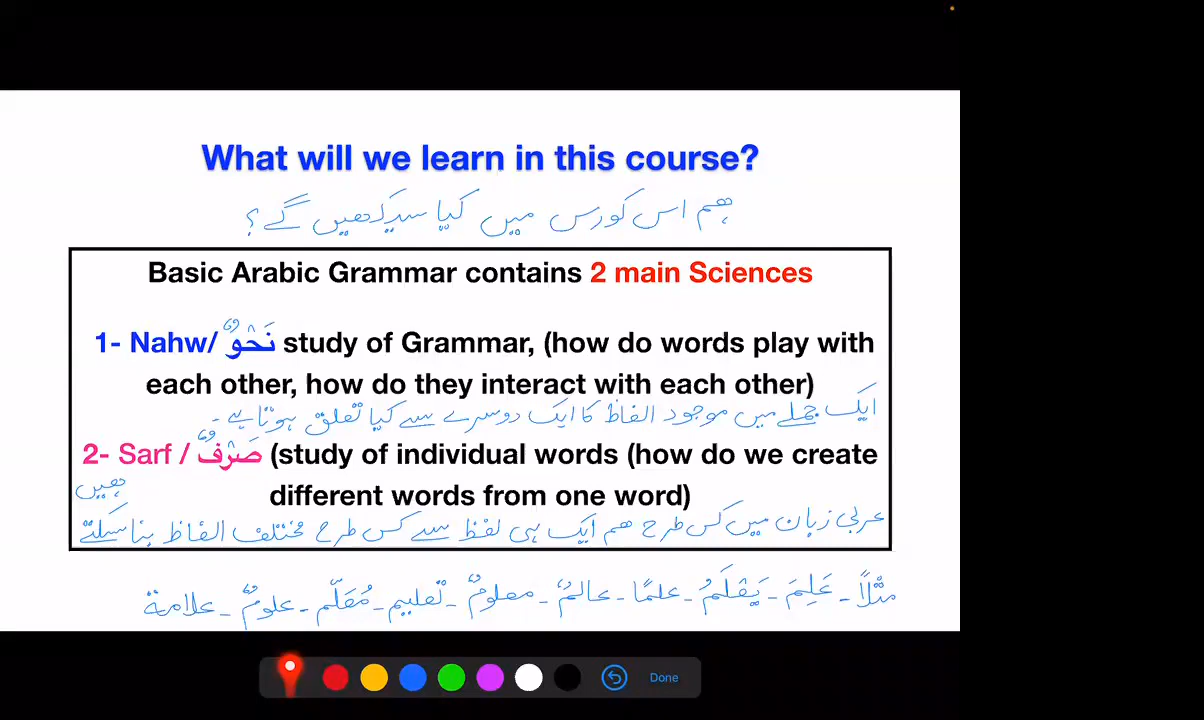 What will we learn in this course?
ہم اس کورس میں کیا سیکھیں گے؟
Basic Arabic Grammar contains 2 main Sciences
1- Nahw/ نَحْوٌ study of Grammar, (how do words play with
each other, how do they interact with each other)
ایک جملے میں موجود الفاظ کا ایک دوسرے سے کیا تعلق ہوتا ہے۔
2- Sarf / صَرْفٌ (study of individual words (how do we create
different words from one word)
عربی زبان میں کس طرح ہم ایک ہی لفظ سے کس طرح مختلف الفاظ بنا سکتے
ہیں
مثلاً - عَلِمَ - يَعْلَمُ - علمًا - عالمٌ - معلومٌ - تعليم - مُعَلّم - علومٌ - علامة
Done